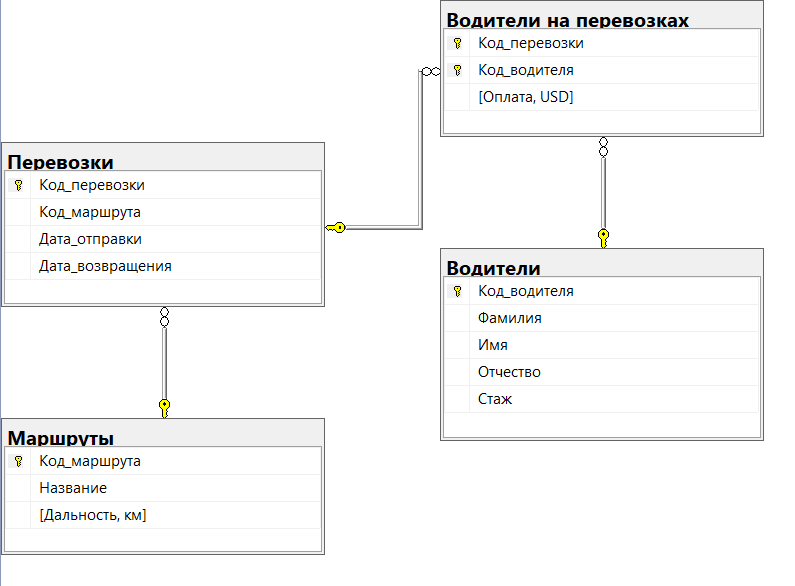 Водители на перевозках
Код_перевозки
Код_водителя
[Оплата, USD]
Перевозки
Код_перевозки
Код_маршрута
Дата_отправки
Дата_возвращения
Водители
Код_водителя
Фамилия
Имя
Отчество
Стаж
Маршруты
Код_маршрута
Название
[Дальность, км]